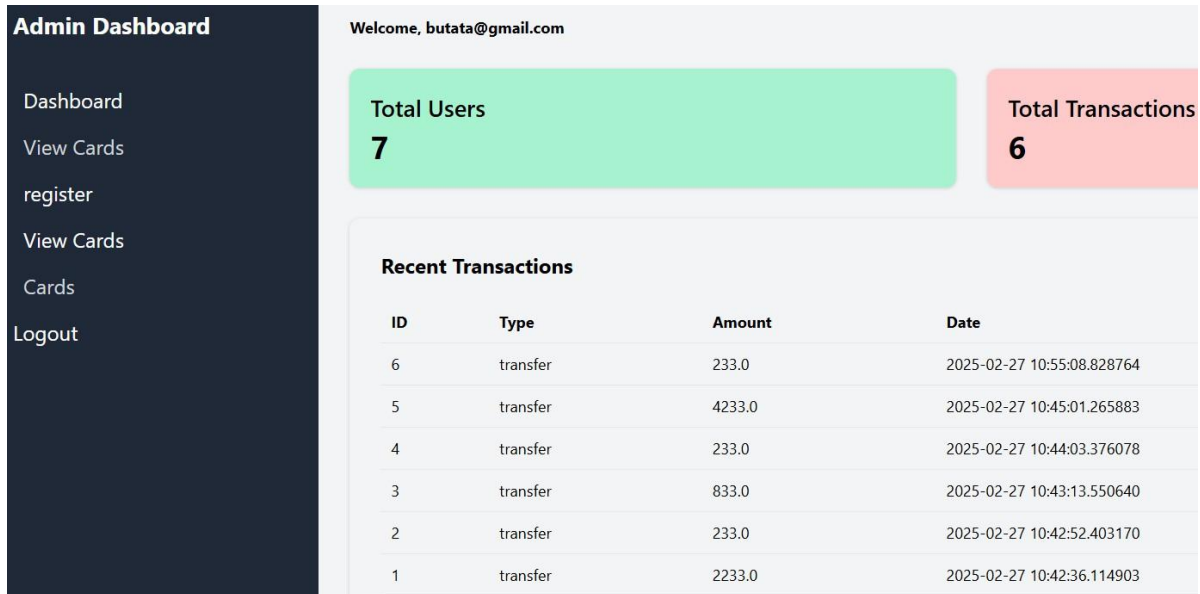 Admin Dashboard
Dashboard
View Cards
register
View Cards
Cards
Logout
Welcome, butata@gmail.com
Total Users
7
Total Transactions
6
Recent Transactions
ID Type Amount Date
6 transfer 233.0 2025-02-27 10:55:08.828764
5 transfer 4233.0 2025-02-27 10:45:01.265883
4 transfer 233.0 2025-02-27 10:44:03.376078
3 transfer 833.0 2025-02-27 10:43:13.550640
2 transfer 233.0 2025-02-27 10:42:52.403170
1 transfer 2233.0 2025-02-27 10:42:36.114903